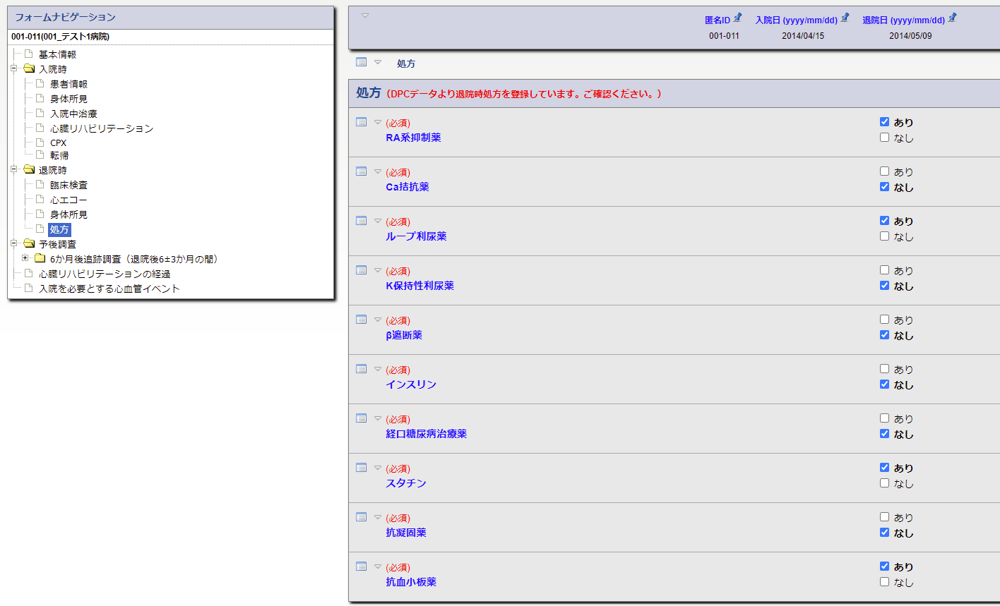 フォームナビゲーション
001-011(001_テスト1病院)
基本情報
入院時
患者情報
身体所見
入院中治療
心臓リハビリテーション
CPX
転帰
退院時
臨床検査
心エコー
身体所見
処方
予後調査
6か月後追跡調査（退院後6±3か月の間）
心臓リハビリテーションの経過
入院を必要とする心血管イベント
匿名ID 入院日 (yyyy/mm/dd) 退院日 (yyyy/mm/dd)
001-011 2014/04/15 2014/05/09
処方
処方（DPCデータより退院時処方を登録しています。ご確認ください。）
(必須) あり
RA系抑制薬 なし
(必須) あり
Ca拮抗薬 なし
(必須) あり
ループ利尿薬 なし
(必須) あり
K保持性利尿薬 なし
(必須) あり
β遮断薬 なし
(必須) あり
インスリン なし
(必須) あり
経口糖尿病治療薬 なし
(必須) あり
スタチン なし
(必須) あり
抗凝固薬 なし
(必須) あり
抗血小板薬 なし